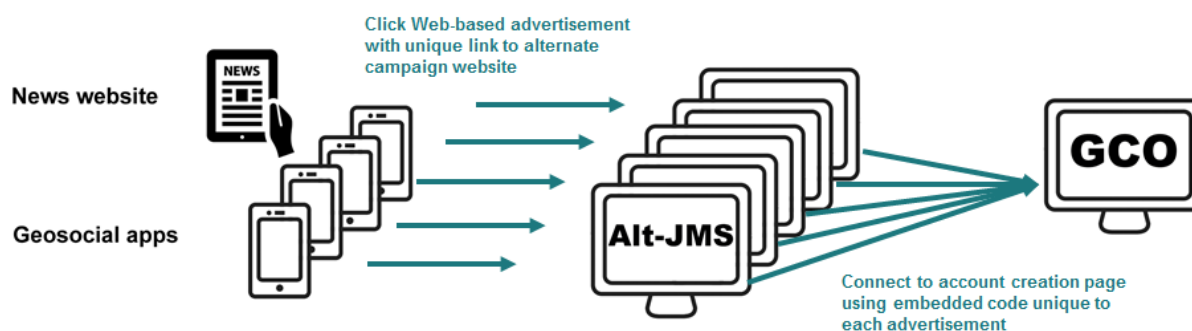 Click Web-based advertisement
with unique link to alternate
campaign website
News website
NEWS
GCO
Geosocial apps
Alt-JMS
Connect to account creation page
using embedded code unique to
each advertisement